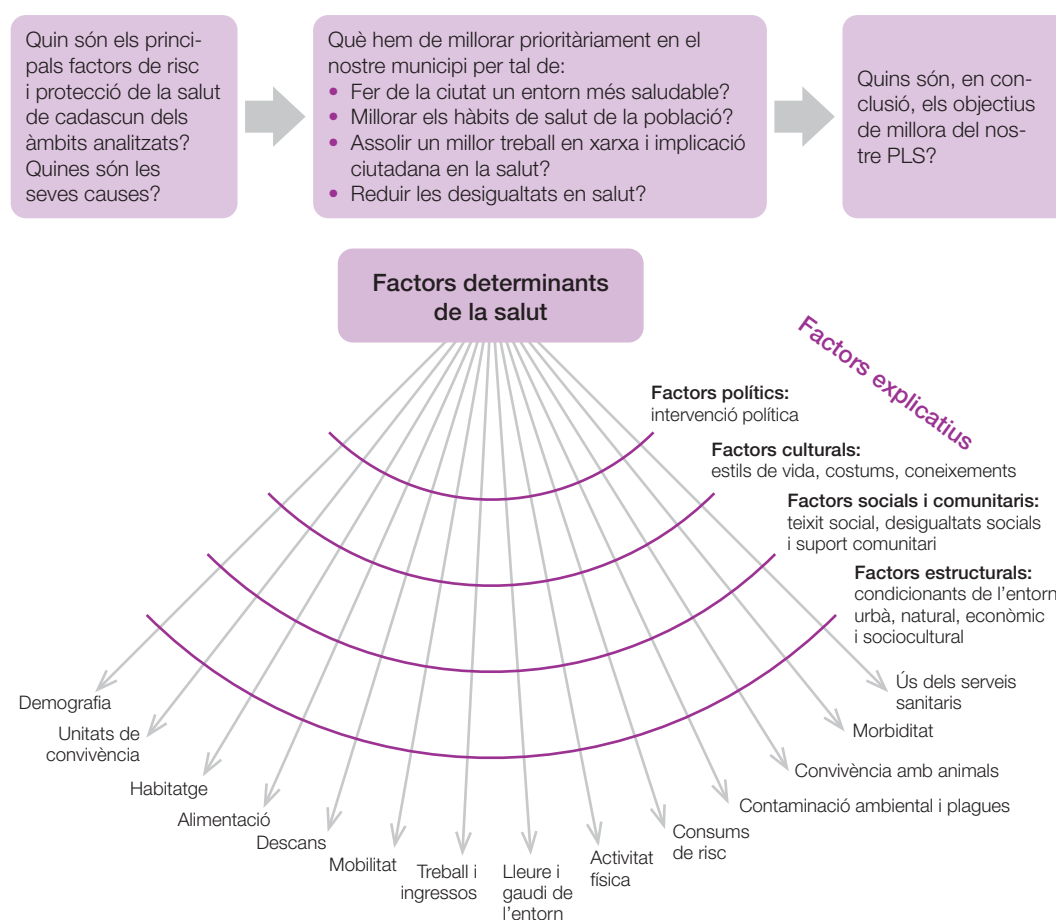 Quin són els princi-
pals factors de risc
i protecció de la salut
de cadascun dels
àmbits analitzats?
Quines són les
seves causes?
Què hem de millorar prioritàriament en el
nostre municipi per tal de:
• Fer de la ciutat un entorn més saludable?
• Millorar els hàbits de salut de la població?
• Assolir un millor treball en xarxa i implicació
ciutadana en la salut?
• Reduir les desigualtats en salut?
Quins són, en con-
clusió, els objectius
de millora del nos-
tre PLS?
Factors determinants
de la salut
Factors explicatius
Factors polítics:
intervenció política
Factors culturals:
estils de vida, costums, coneixements
Factors socials i comunitaris:
teixit social, desigualtats socials
i suport comunitari
Factors estructurals:
condicionants de l'entorn
urbà, natural, econòmic
i sociocultural
Demografia
Unitats de
convivència
Habitatge
Alimentació
Descans
Mobilitat
Treball i
ingressos
Lleure i
gaudi de
l'entorn
Activitat
física
Consums
de risc
Contaminació ambiental i plagues
Convivència amb animals
Morbiditat
Ús dels serveis
sanitaris